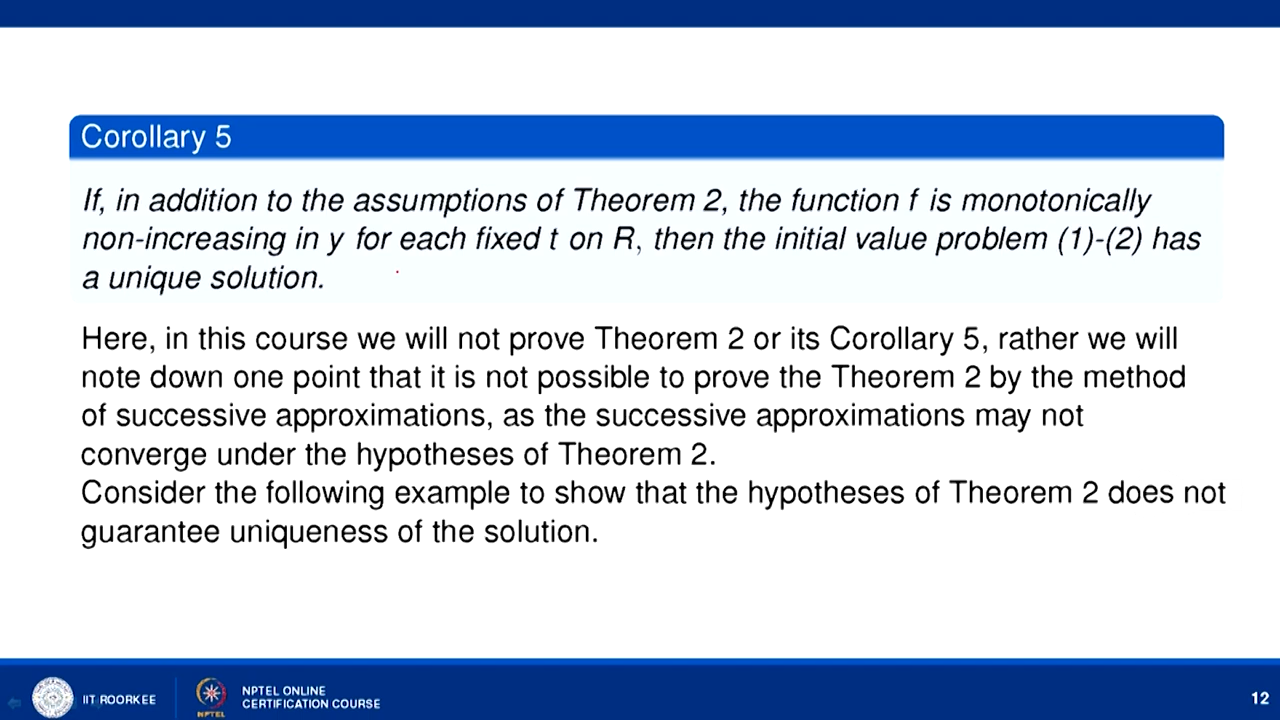 Corollary 5
If, in addition to the assumptions of Theorem 2, the function f is monotonically
non-increasing in y for each fixed t on R, then the initial value problem (1)-(2) has
a unique solution.
Here, in this course we will not prove Theorem 2 or its Corollary 5, rather we will
note down one point that it is not possible to prove the Theorem 2 by the method
of successive approximations, as the successive approximations may not
converge under the hypotheses of Theorem 2.
Consider the following example to show that the hypotheses of Theorem 2 does not
guarantee uniqueness of the solution.
IIT ROORKEE
NPTEL
NPTEL ONLINE
CERTIFICATION COURSE
12